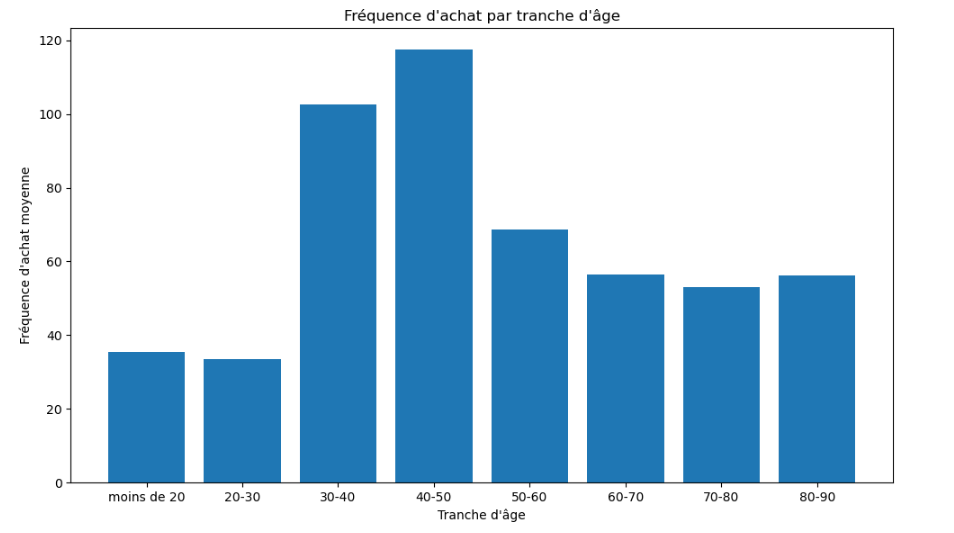 Fréquence d'achat par tranche d'âge
120
100
80
60
40
20
0
Fréquence d'achat moyenne
moins de 20 20-30 30-40 40-50 50-60 60-70 70-80 80-90
Tranche d'âge